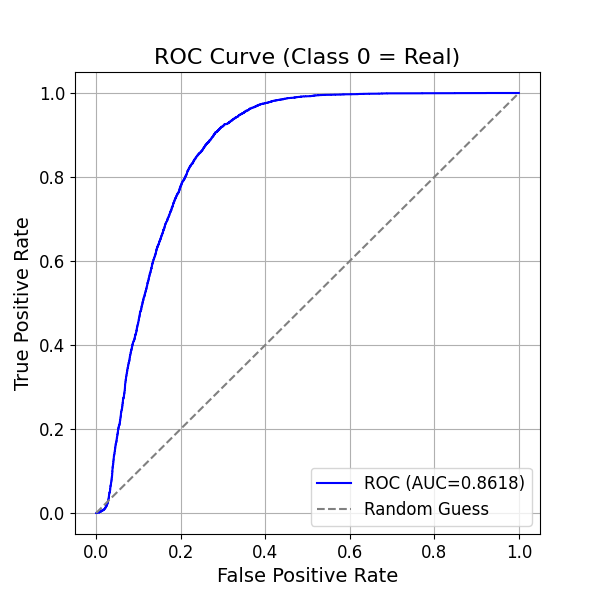 ROC Curve (Class 0 = Real)
True Positive Rate
1.0
0.8
0.6
0.4
0.2
0.0
ROC (AUC=0.8618)
Random Guess
0.0 0.2 0.4 0.6 0.8 1.0
False Positive Rate